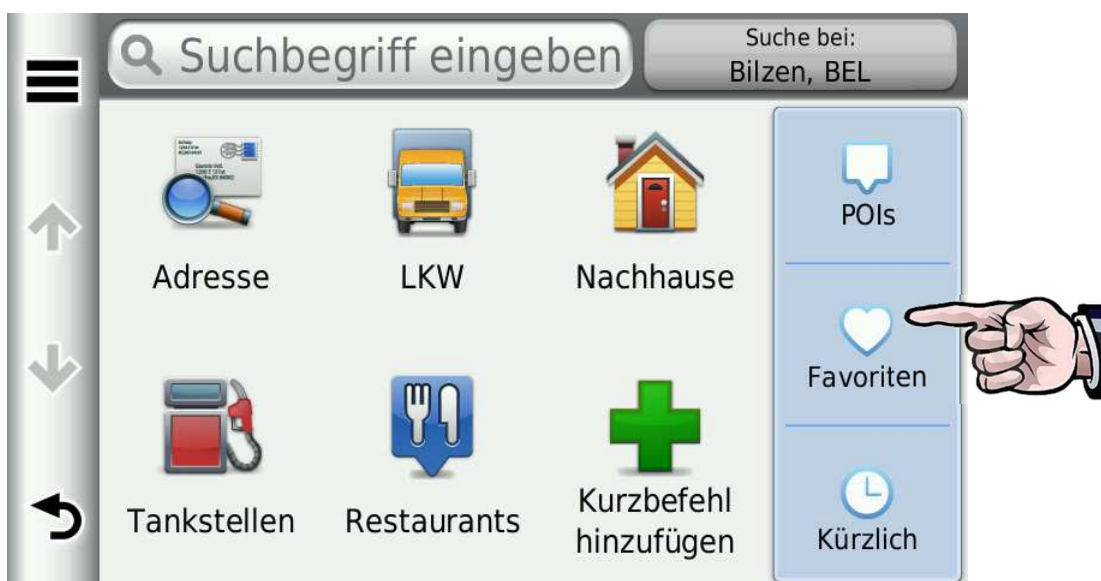 Suchbegriff eingeben
Suche bei:
Bilzen, BEL
Adresse
LKW
Nachhause
POIs
Favoriten
Tankstellen
Restaurants
Kurzbefehl
hinzufügen
Kürzlich